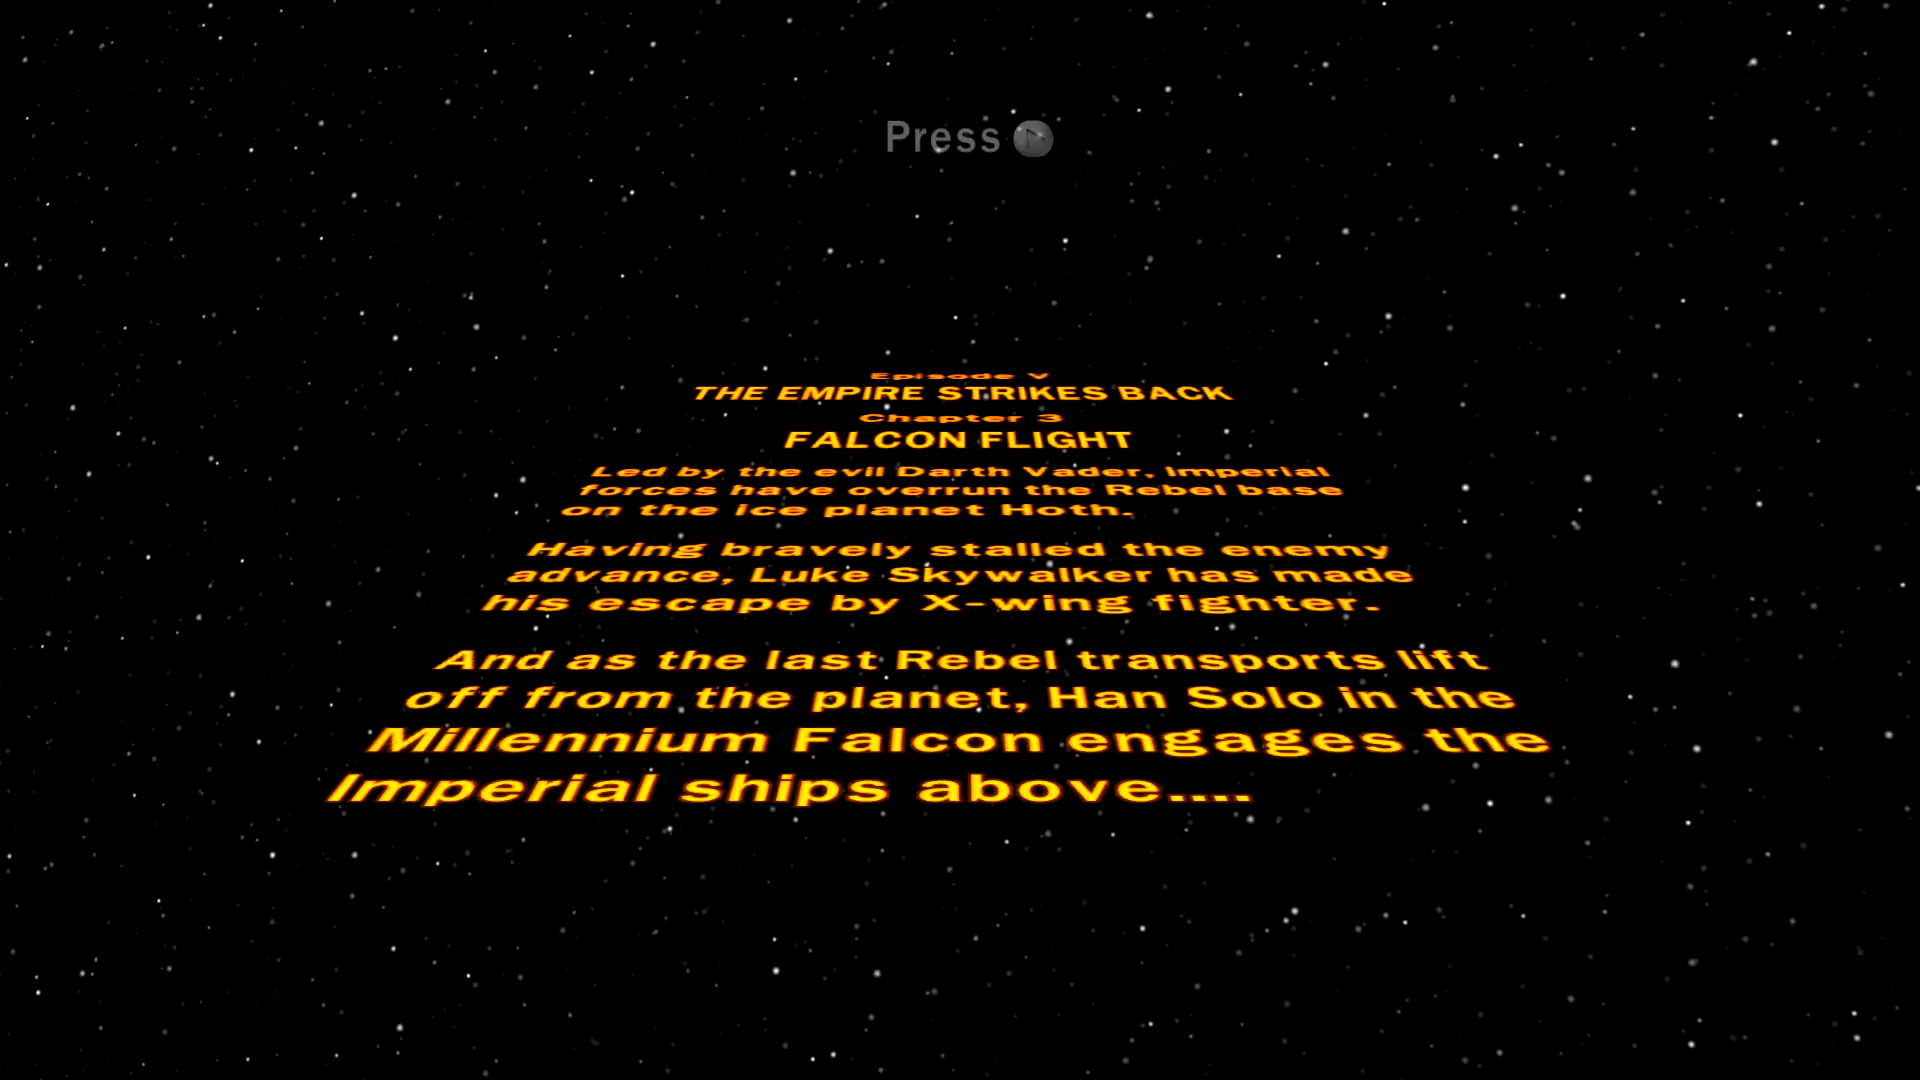 Press
Episode V
THE EMPIRE STRIKES BACK
Chapter 3
FALCON FLIGHT
Led by the evil Darth Vader, Imperial
forces have overrun the Rebel base
on the ice planet Hoth.
Having bravely stalled the enemy
advance, Luke Skywalker has made
his escape by X-wing fighter.
And as the last Rebel transports lift
off from the planet, Han Solo in the
Millennium Falcon engages the
Imperial ships above....